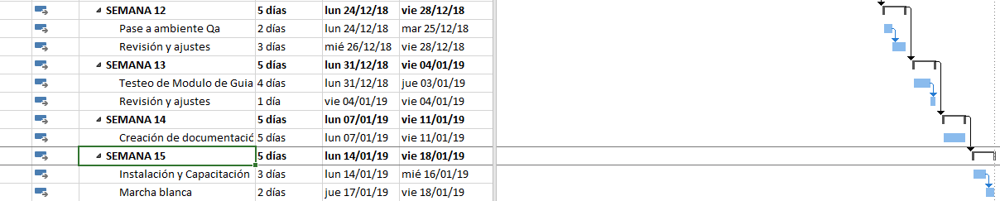 SEMANA 12 5 días lun 24/12/18 vie 28/12/18
Pase a ambiente Qa 2 días lun 24/12/18 mar 25/12/18
Revisión y ajustes 3 días mié 26/12/18 vie 28/12/18
SEMANA 13 5 días lun 31/12/18 vie 04/01/19
Testeo de Modulo de Guia 4 días lun 31/12/18 jue 03/01/19
Revisión y ajustes 1 día vie 04/01/19 vie 04/01/19
SEMANA 14 5 días lun 07/01/19 vie 11/01/19
Creación de documentació 5 días lun 07/01/19 vie 11/01/19
SEMANA 15 5 días lun 14/01/19 vie 18/01/19
Instalación y Capacitación 3 días lun 14/01/19 mié 16/01/19
Marcha blanca 2 días jue 17/01/19 vie 18/01/19